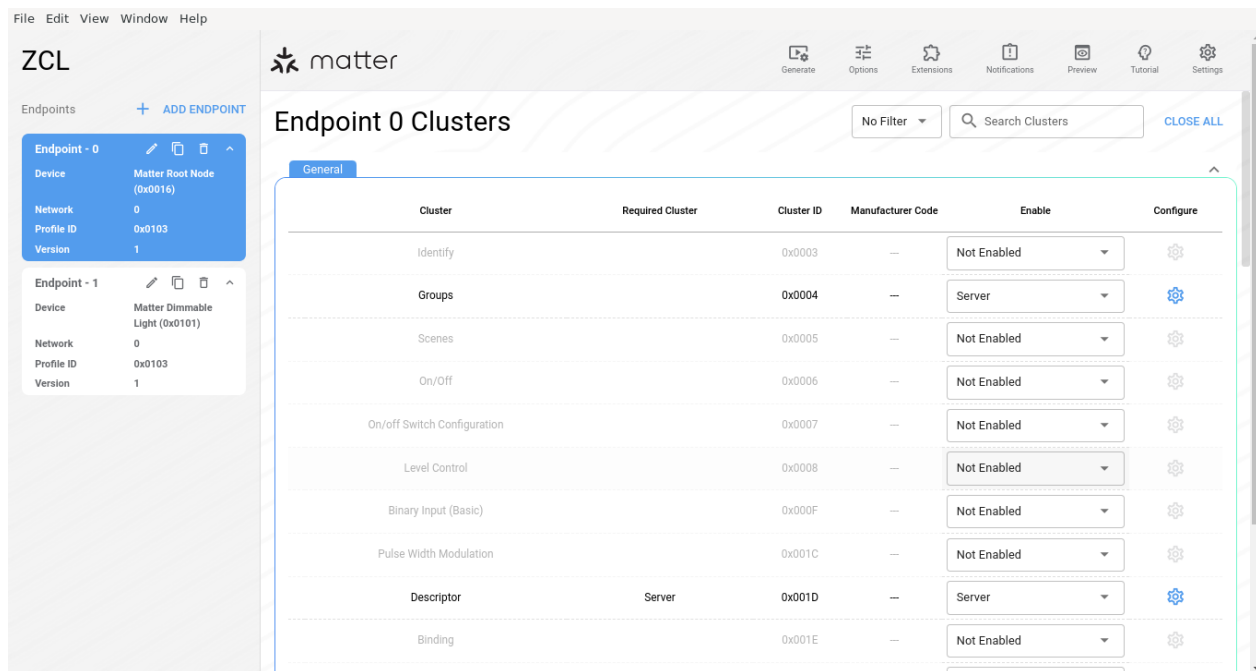 File Edit View Window Help
ZCL
matter
Generate
Options
Extensions
Notifications
Preview
Tutorial
Settings
Endpoints
ADD ENDPOINT
Endpoint - 0
Device Matter Root Node
(0x0016)
Network 0
Profile ID 0x0103
Version 1
Endpoint - 1
Device Matter Dimmable
Light (0x0101)
Network 0
Profile ID 0x0103
Version 1
Endpoint 0 Clusters
No Filter
Search Clusters
CLOSE ALL
General
Cluster Required Cluster Cluster ID Manufacturer Code Enable Configure
Identify 0x0003 — Not Enabled
Groups 0x0004 — Server
Scenes 0x0005 — Not Enabled
On/Off 0x0006 — Not Enabled
On/off Switch Configuration 0x0007 — Not Enabled
Level Control 0x0008 — Not Enabled
Binary Input (Basic) 0x000F — Not Enabled
Pulse Width Modulation 0x001C — Not Enabled
Descriptor Server 0x001D — Server
Binding 0x001E — Not Enabled